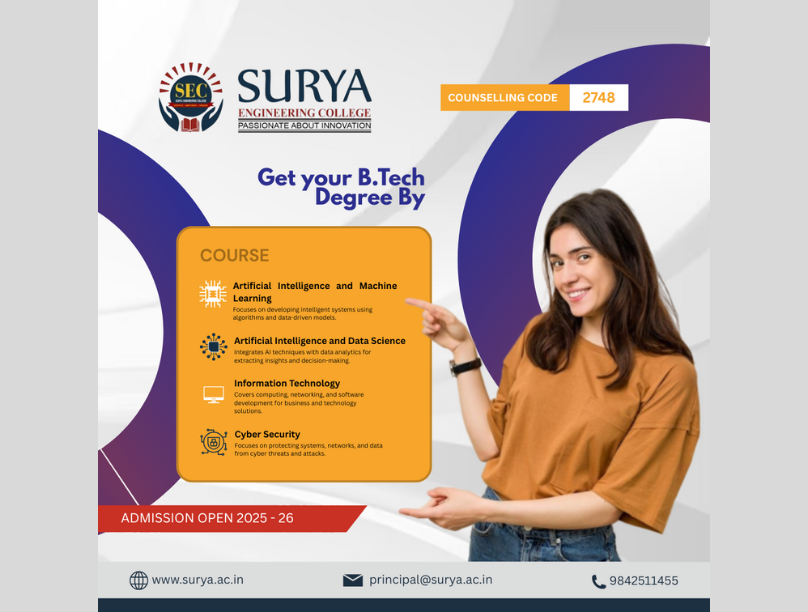 SEC
SURYA
ENGINEERING COLLEGE
PASSIONATE ABOUT INNOVATION
COUNSELLING CODE 2748
Get your B.Tech
Degree By
COURSE
Artificial Intelligence and Machine
Learning
Focuses on developing intelligent systems using
algorithms and data-driven models.
Artificial Intelligence and Data Science
Integrates AI techniques with data analytics for
extracting insights and decision-making.
Information Technology
Covers computing, networking, and software
development for business and technology
solutions.
Cyber Security
Focuses on protecting systems, networks, and data
from cyber threats and attacks.
ADMISSION OPEN 2025 - 26
www.surya.ac.in
principal@surya.ac.in
9842511455